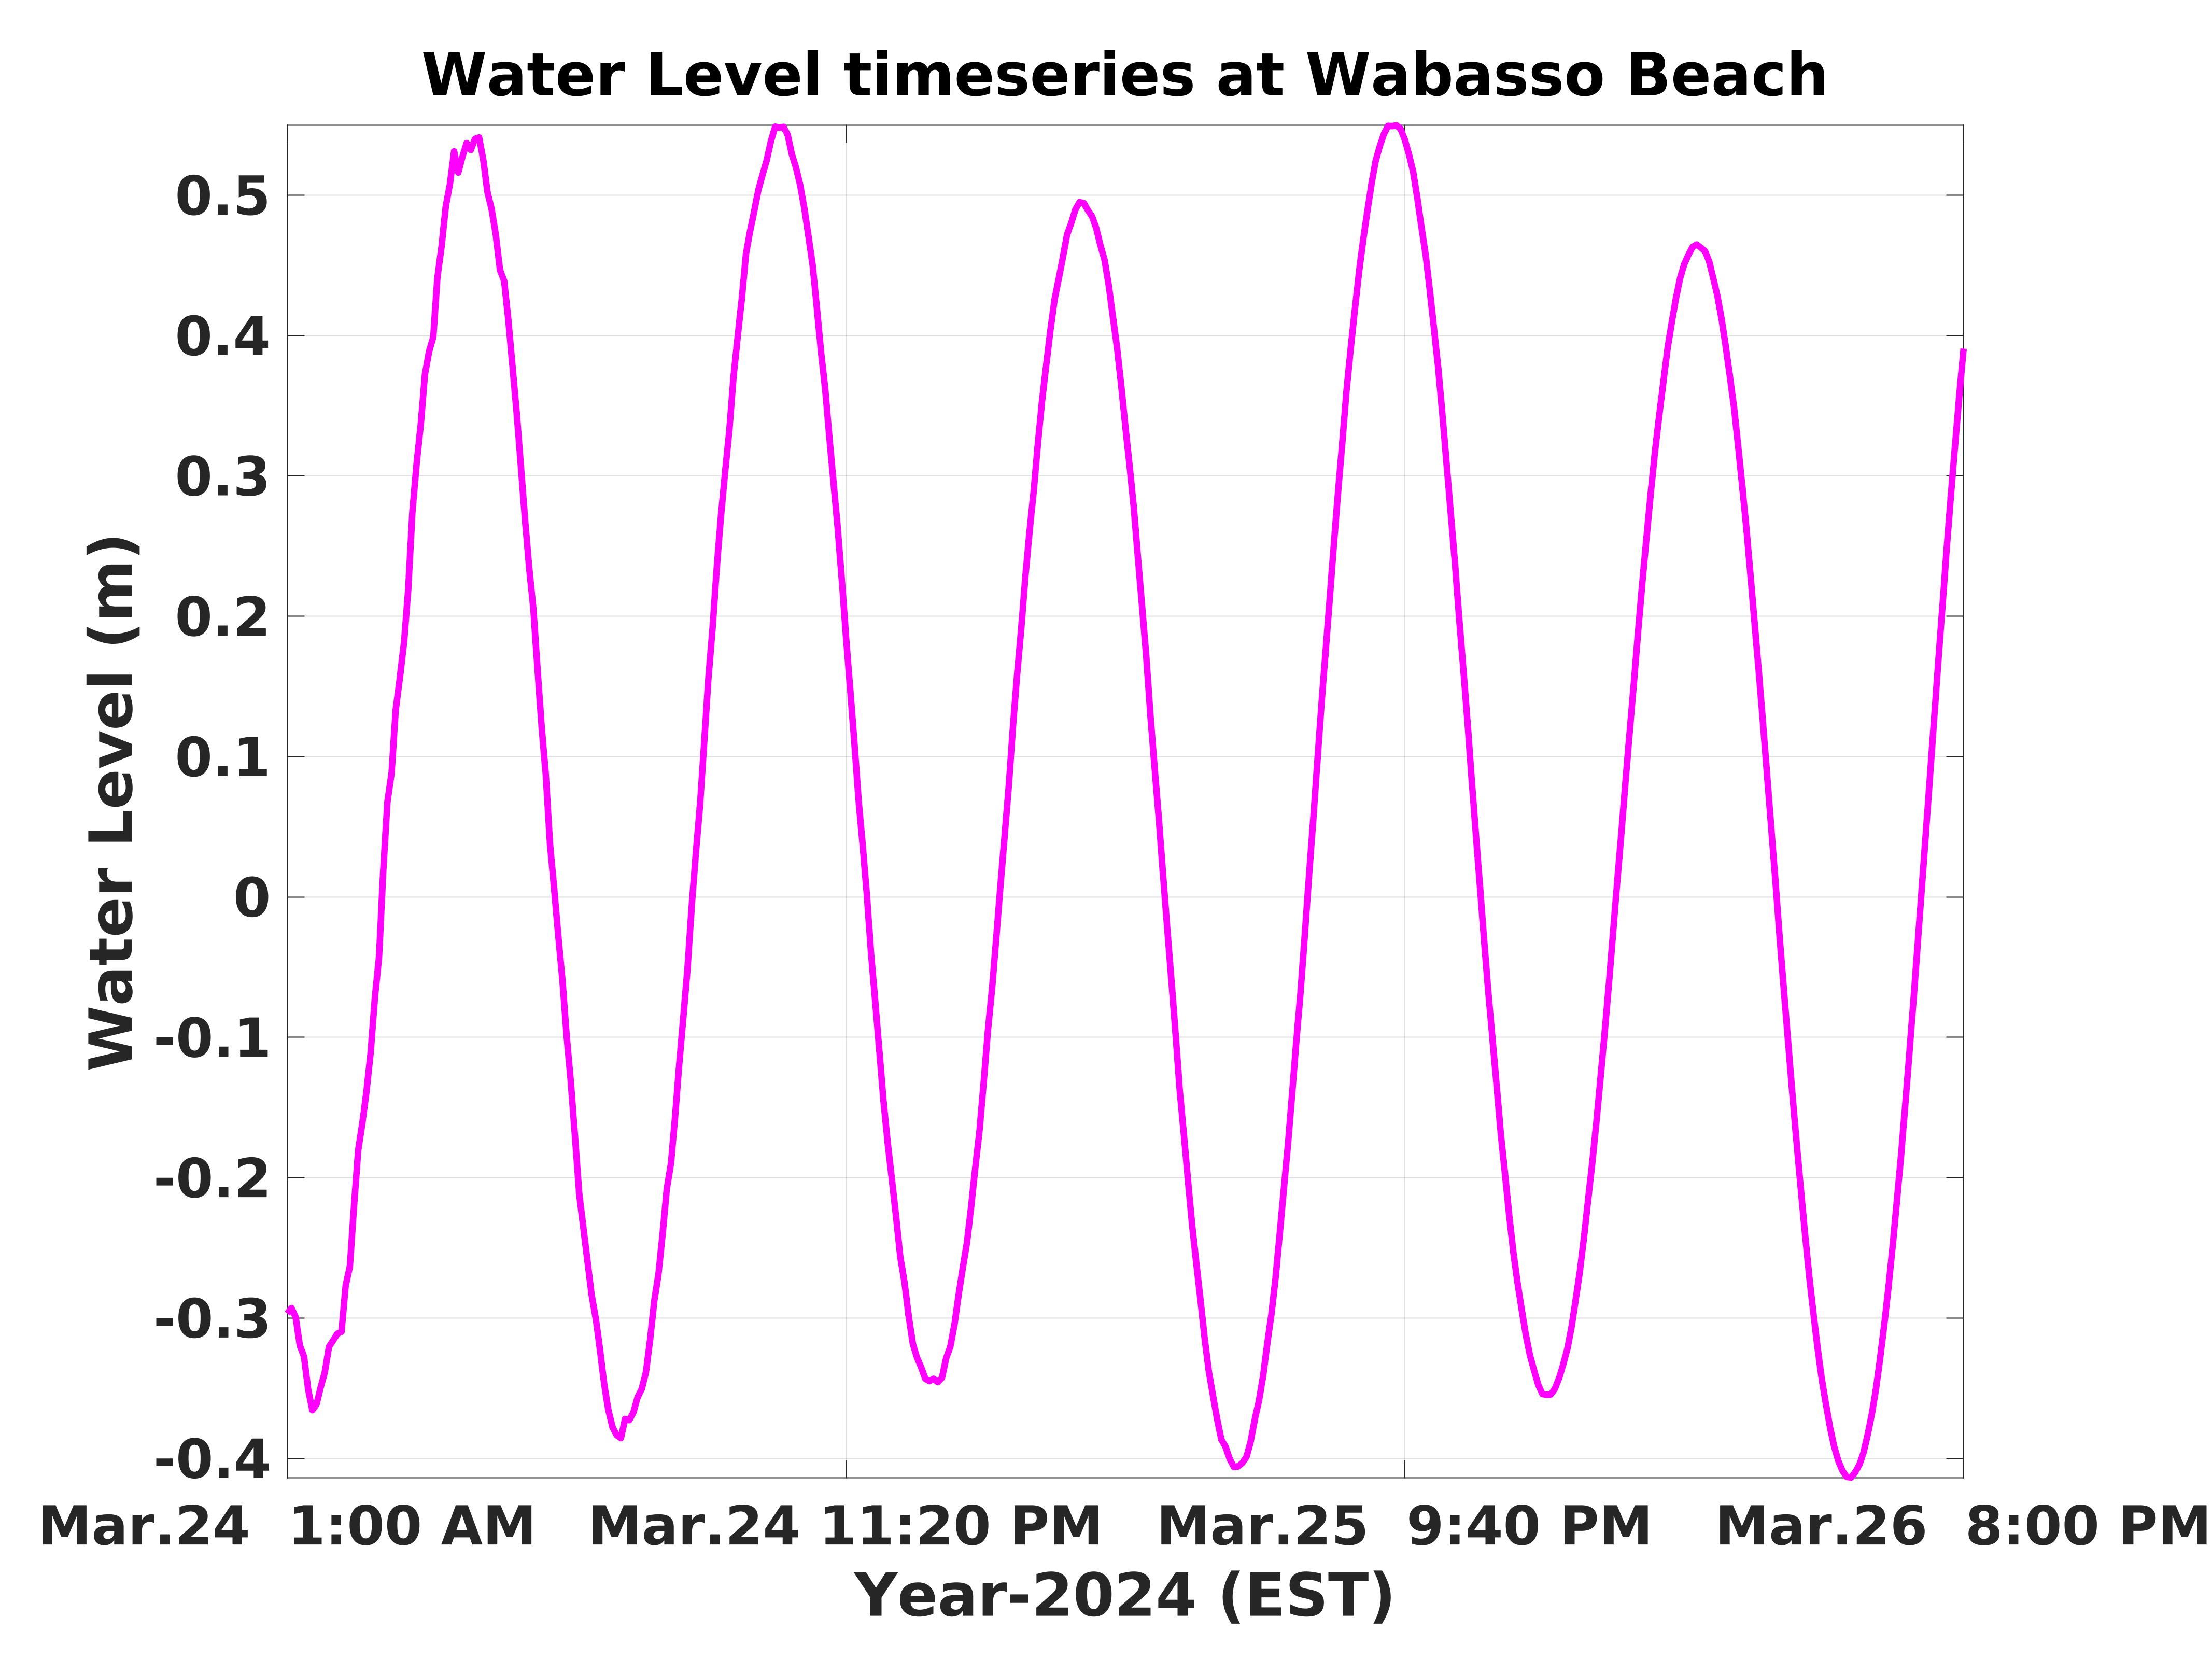 Water Level timeseries at Wabasso Beach
0.5
0.4
0.3
0.2
0.1
0
-0.1
-0.2
-0.3
-0.4
Water Level (m)
Mar.24 1:00 AM Mar.24 11:20 PM Mar.25 9:40 PM Mar.26 8:00 PM
Year-2024 (EST)